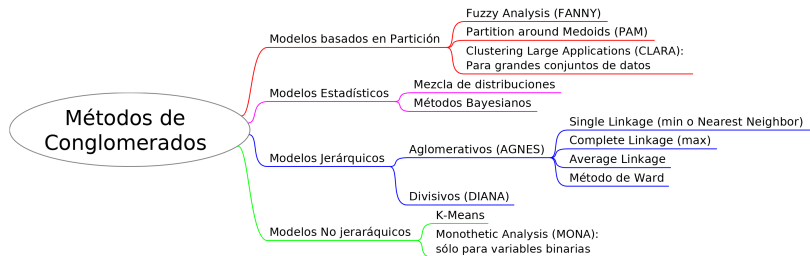 Métodos de
Conglomerados
Modelos basados en Partición
Fuzzy Analysis (FANNY)
Partition around Medoids (PAM)
Clustering Large Applications (CLARA):
Para grandes conjuntos de datos
Modelos Estadísticos
Mezcla de distribuciones
Métodos Bayesianos
Modelos Jerárquicos
Aglomerativos (AGNES)
Single Linkage (min o Nearest Neighbor)
Complete Linkage (max)
Average Linkage
Método de Ward
Divisivos (DIANA)
Modelos No jeraráquicos
K-Means
Monothetic Analysis (MONA):
sólo para variables binarias